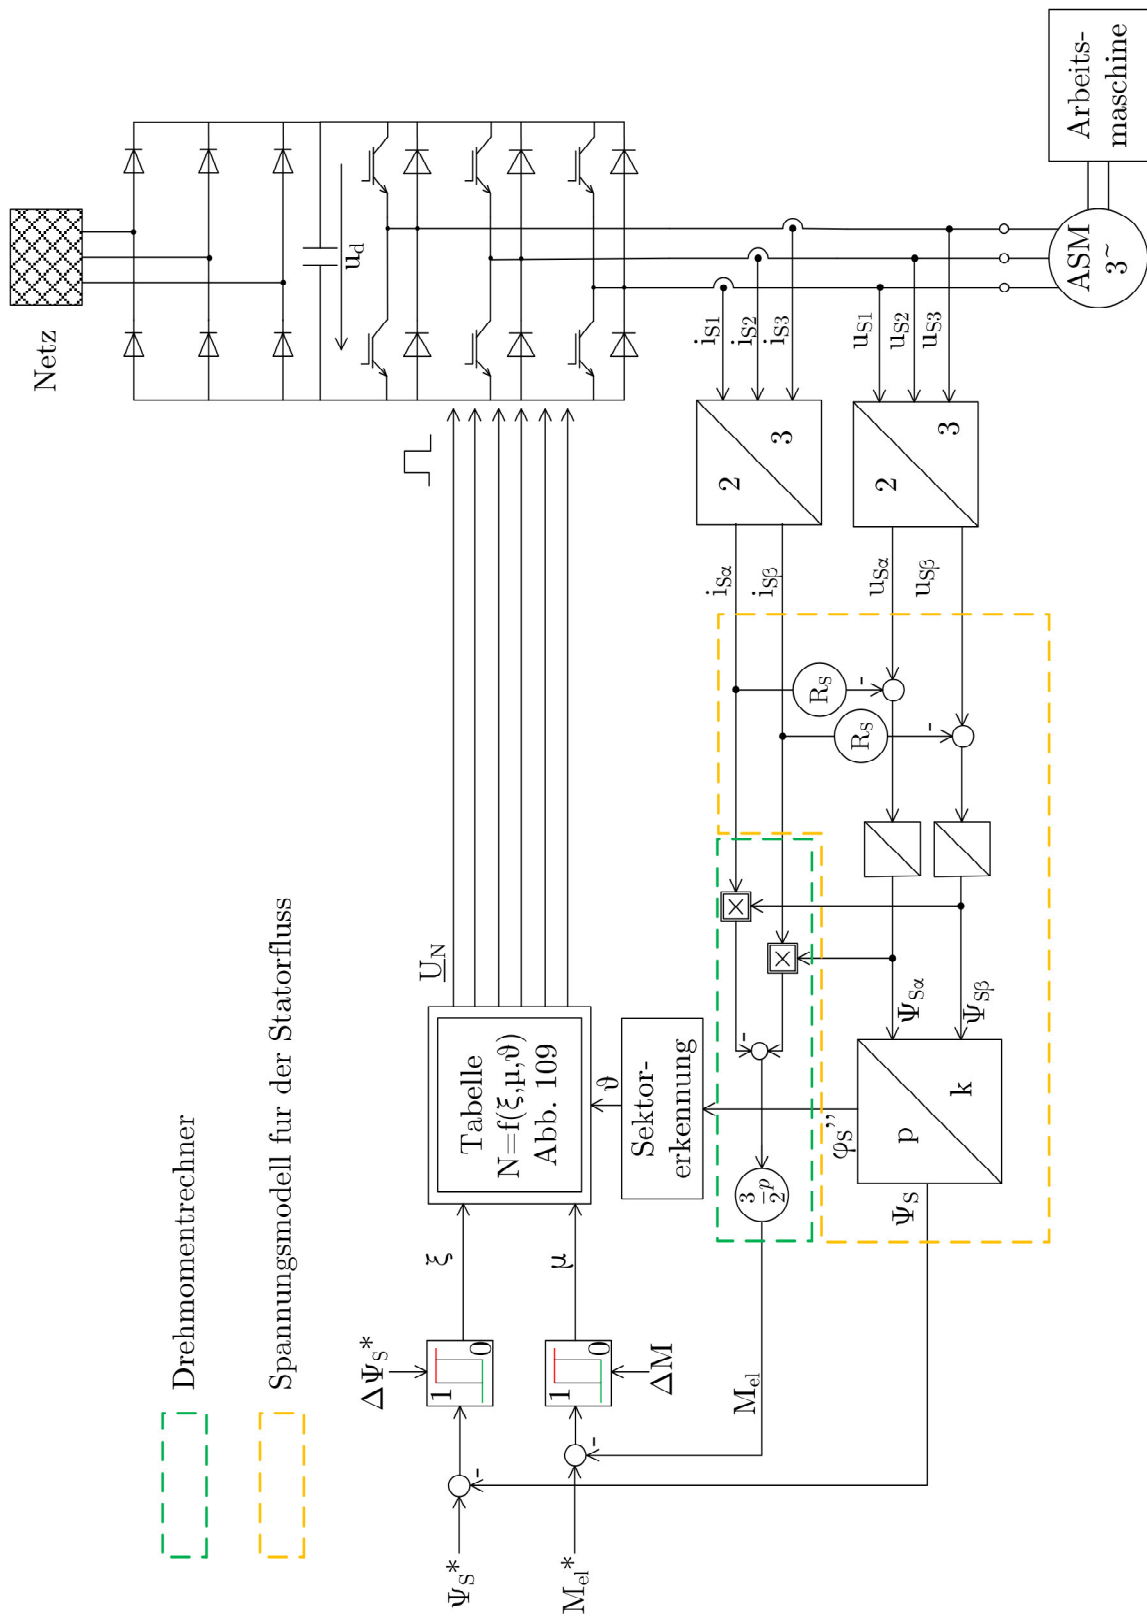 Drehmomentrechner
Spannungsmodell fur der Statorfluss
Netz
u_d
Ψ_S*
ΔΨ_S*
1
0
ξ
M_el*
1
0
ΔM
μ
Tabelle
N=f(ξ,μ,ϑ)
Abb. 109
U_N
ϑ
Sektor-
erkennung
M_el
3/2 p
-
-
-
×
×
i_Sα
i_Sβ
2
3
i_S1
i_S2
i_S3
R_S
R_S
-
-
u_Sα
u_Sβ
2
3
u_S1
u_S2
u_S3
Ψ_S
φ_S”
p
k
Ψ_Sα
Ψ_Sβ
ASM
3~
Arbeits-
maschine